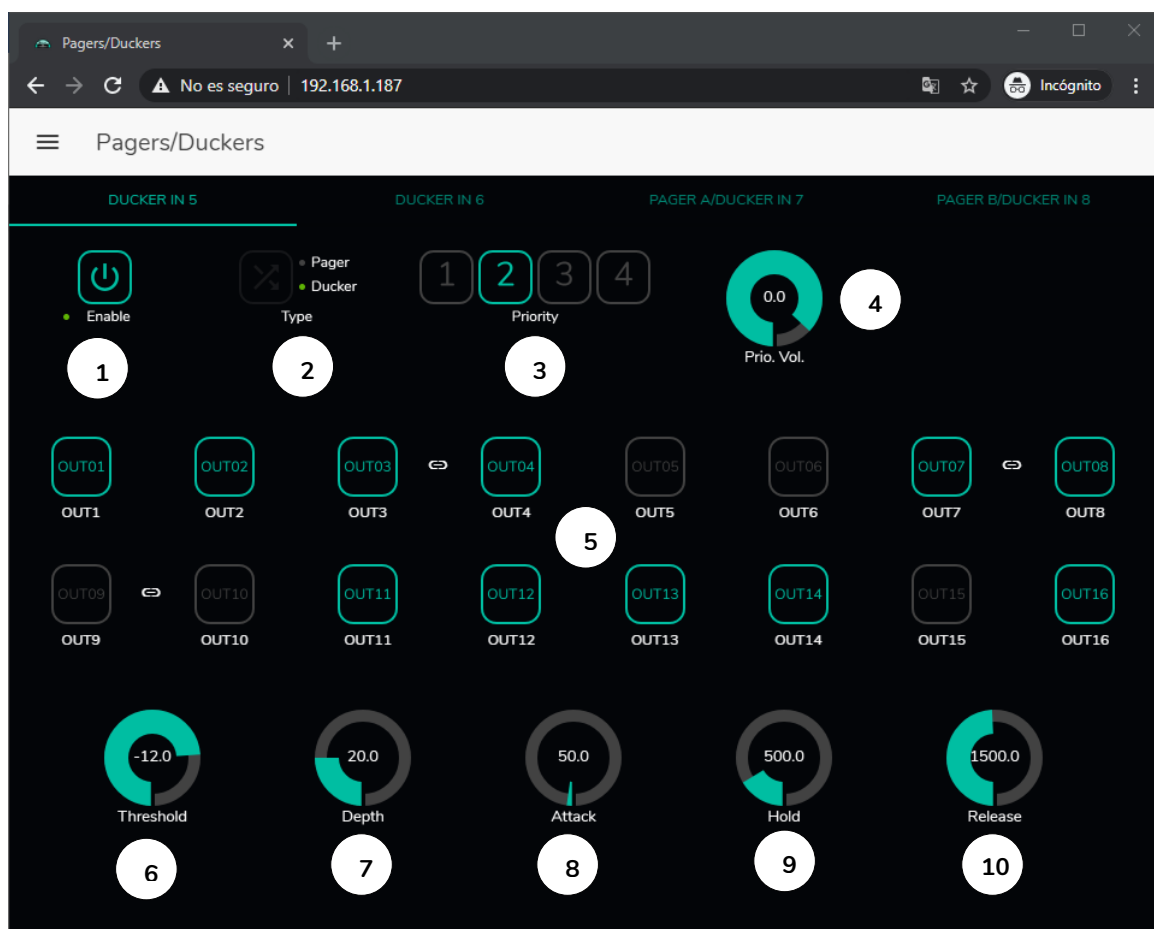 Pagers/Duckers
No es seguro | 192.168.1.187 Incógnito
Pagers/Duckers
DUCKER IN 5 DUCKER IN 6 PAGER A/DUCKER IN 7 PAGER B/DUCKER IN 8
Pager
Ducker
1 2 3 4
0.0
4
Enable Type Priority
Prio. Vol.
1 2 3
OUT01 OUT02 OUT03 OUT04 OUT05 OUT06 OUT07 OUT08
OUT1 OUT2 OUT3 OUT4 OUT5 OUT6 OUT7 OUT8
5
OUT09 OUT10 OUT11 OUT12 OUT13 OUT14 OUT15 OUT16
OUT9 OUT10 OUT11 OUT12 OUT13 OUT14 OUT15 OUT16
-12.0 20.0 50.0 500.0 1500.0
Threshold Depth Attack Hold Release
6 7 8 9 10